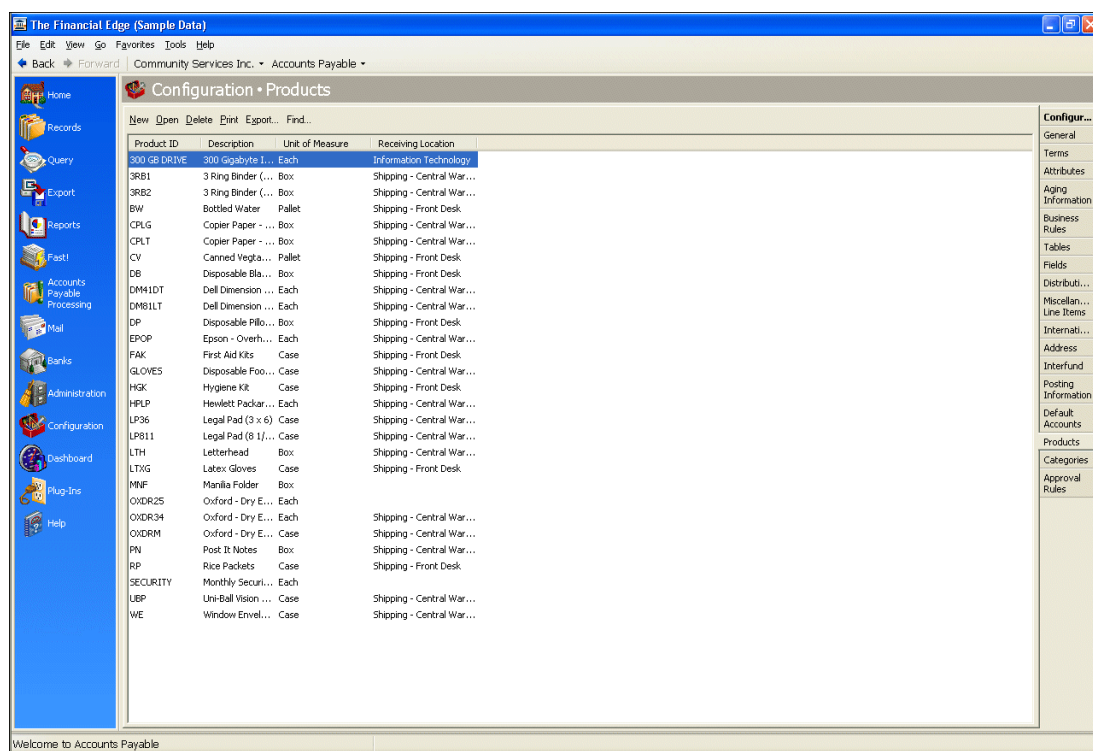 The Financial Edge (Sample Data)
File Edit View Go Favorites Tools Help
Back Forward Community Services Inc. Accounts Payable
Home
Records
Query
Export
Reports
Fast!
Accounts
Payable
Processing
Mail
Banks
Administration
Configuration
Dashboard
Plug-Ins
Help
Configuration • Products
New Open Delete Print Export... Find...
Product ID Description Unit of Measure Receiving Location
300 GB DRIVE 300 Gigabyte I... Each Information Technology
3RB1 3 Ring Binder (... Box Shipping - Central War...
3RB2 3 Ring Binder (... Box Shipping - Central War...
BW Bottled Water Pallet Shipping - Front Desk
CPLG Copier Paper - ... Box Shipping - Central War...
CPLT Copier Paper - ... Box Shipping - Central War...
CV Canned Vegta... Pallet Shipping - Front Desk
DB Disposable Bla... Box Shipping - Front Desk
DM41DT Dell Dimension ... Each Shipping - Central War...
DM81LT Dell Dimension ... Each Shipping - Central War...
DP Disposable Pillo... Box Shipping - Front Desk
EPOP Epson - Overh... Each Shipping - Central War...
FAK First Aid Kits Case Shipping - Front Desk
GLOVES Disposable Foo... Case Shipping - Central War...
HGK Hygiene Kit Case Shipping - Front Desk
HPLP Hewlett Packar... Each Shipping - Central War...
LP36 Legal Pad (3 x 6) Case Shipping - Central War...
LP811 Legal Pad (8 1/... Case Shipping - Central War...
LTH Letterhead Box Shipping - Central War...
LTXG Latex Gloves Case Shipping - Front Desk
MNF Manilia Folder Box
OXDR25 Oxford - Dry E... Each
OXDR34 Oxford - Dry E... Each Shipping - Central War...
OXDRM Oxford - Dry E... Case Shipping - Central War...
PN Post It Notes Box Shipping - Central War...
RP Rice Packets Case Shipping - Front Desk
SECURITY Monthly Securi... Each
UBP Uni-Ball Vision ... Case Shipping - Central War...
WE Window Envel... Case Shipping - Central War...
Configur...
General
Terms
Attributes
Aging
Information
Business
Rules
Tables
Fields
Distributi...
Miscellan...
Line Items
Internati...
Address
Interfund
Posting
Information
Default
Accounts
Products
Categories
Approval
Rules
Welcome to Accounts Payable